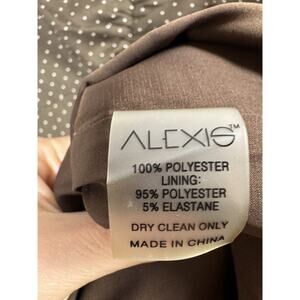 ALEXIS™
100% POLYESTER
LINING:
95% POLYESTER
5% ELASTANE
DRY CLEAN ONLY
MADE IN CHINA